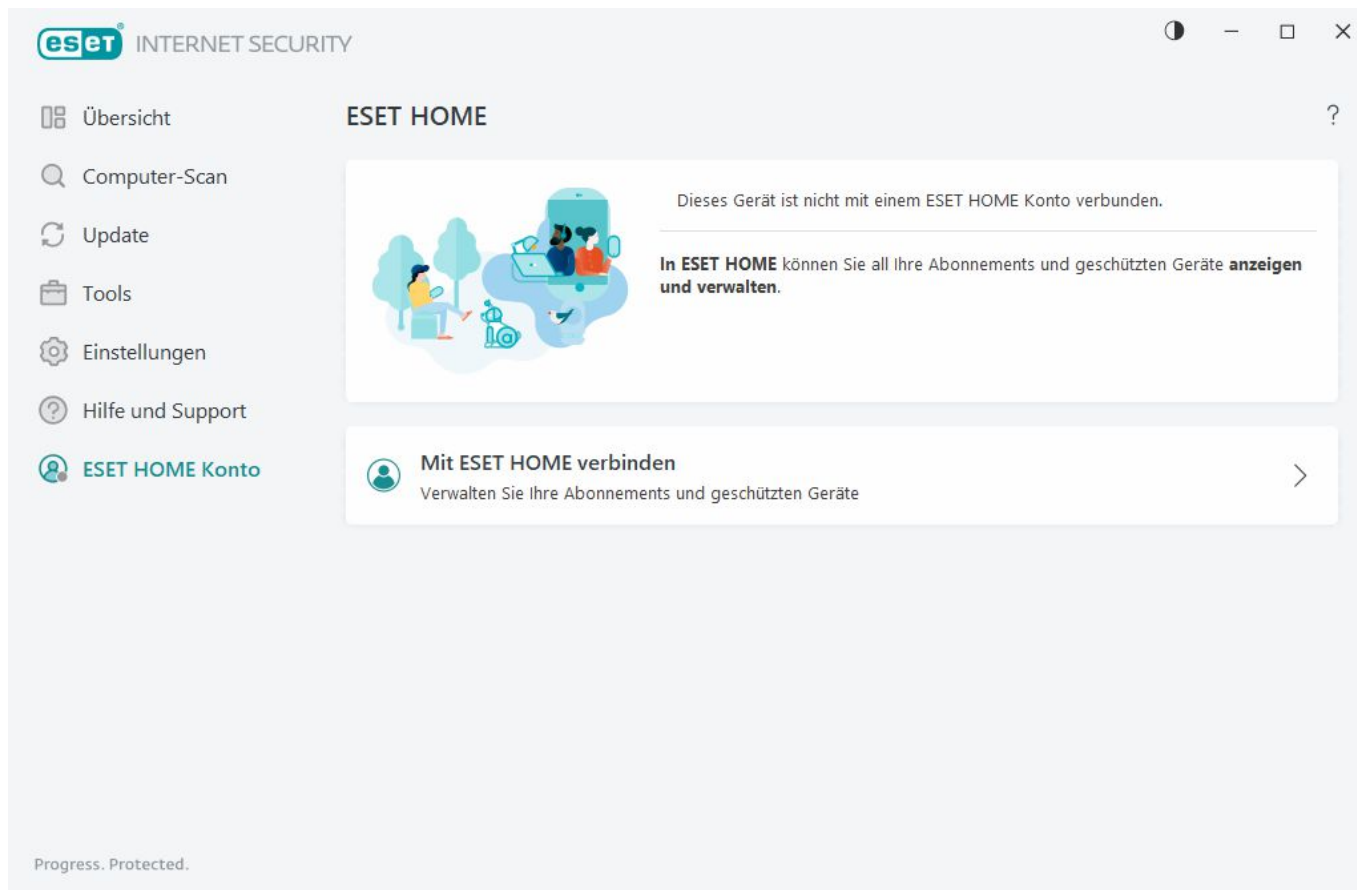 eset® INTERNET SECURITY
Übersicht
Computer-Scan
Update
Tools
Einstellungen
Hilfe und Support
ESET HOME Konto
ESET HOME
?
Dieses Gerät ist nicht mit einem ESET HOME Konto verbunden.
In ESET HOME können Sie all Ihre Abonnements und geschützten Geräte anzeigen
und verwalten.
Mit ESET HOME verbinden
Verwalten Sie Ihre Abonnements und geschützten Geräte
Progress. Protected.